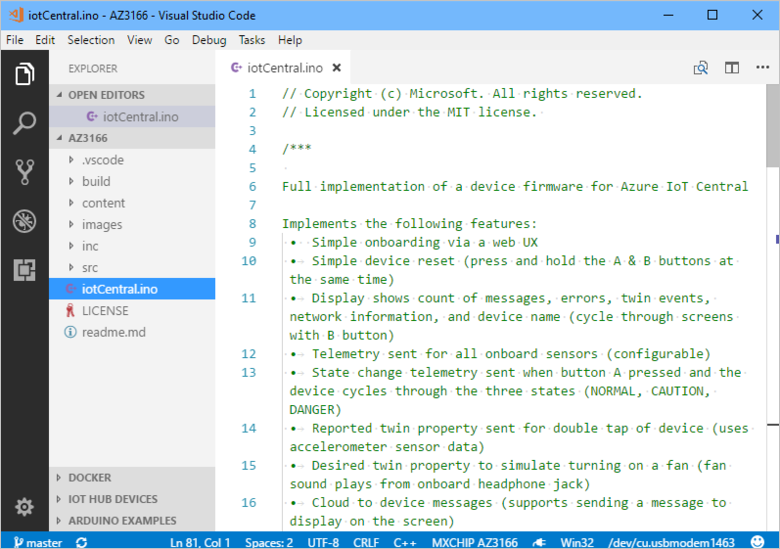 iotCentral.ino - AZ3166 - Visual Studio Code
File Edit Selection View Go Debug Tasks Help
EXPLORER
OPEN EDITORS
iotCentral.ino
AZ3166
.vscode
build
content
images
inc
src
iotCentral.ino
LICENSE
readme.md
DOCKER
IOT HUB DEVICES
ARDUINO EXAMPLES
iotCentral.ino
1 // Copyright (c) Microsoft. All rights reserved.
2 // Licensed under the MIT license.
3
4 /***
5
6 Full implementation of a device firmware for Azure IoT Central
7
8 Implements the following features:
9 • Simple onboarding via a web UX
10 • Simple device reset (press and hold the A & B buttons at
the same time)
11 • Display shows count of messages, errors, twin events,
network information, and device name (cycle through screens
with B button)
12 • Telemetry sent for all onboard sensors (configurable)
13 • State change telemetry sent when button A pressed and the
device cycles through the three states (NORMAL, CAUTION,
DANGER)
14 • Reported twin property sent for double tap of device (uses
accelerometer sensor data)
15 • Desired twin property to simulate turning on a fan (fan
sound plays from onboard headphone jack)
16 • Cloud to device messages (supports sending a message to
display on the screen)
master Ln 81, Col 1 Spaces: 2 UTF-8 CRLF C++ MXCHIP AZ3166 Win32 /dev/cu.usbmodem1463